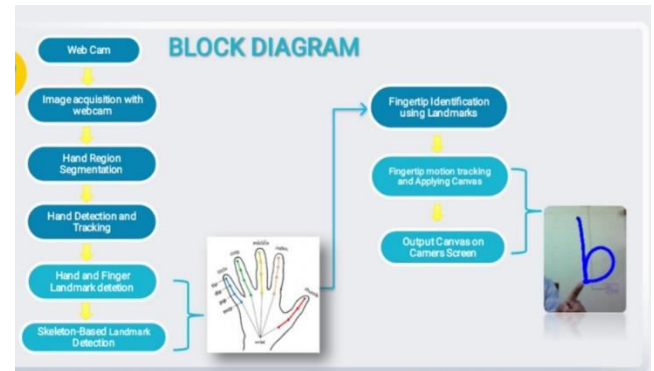 BLOCK DIAGRAM
Web Cam
Image acquisition with
webcam
Hand Region
Segmentation
Hand Detection and
Tracking
Hand and Finger
Landmark detetion
Skeleton-Based Landmark
Detection
middle
thumb
Fingertip Identification
using Landmarks
Fingertip motion tracking
and Applying Canvas
Output Canvas on
Camers Screen
b